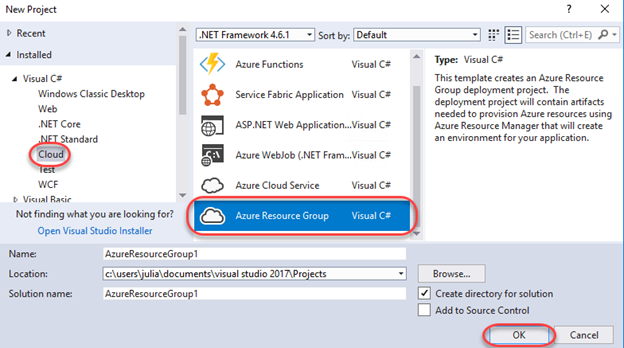 New Project
? ×
Recent
.NET Framework 4.6.1
Sort by:
Default
Search (Ctrl+E)
Installed
Visual C#
Windows Classic Desktop
Web
.NET Core
.NET Standard
Cloud
Test
WCF
Visual Basic
Not finding what you are looking for?
Open Visual Studio Installer
Azure Functions Visual C#
Service Fabric Application Visual C#
ASP.NET Web Application...Visual C#
Azure WebJob (.NET Fram...Visual C#
Azure Cloud Service Visual C#
Azure Resource Group Visual C#
Type: Visual C#
This template creates an Azure Resource
Group deployment project. The
deployment project will contain artifacts
needed to provision Azure resources using
Azure Resource Manager that will create
an environment for your application.
Name: AzureResourceGroup1
Location: c:\users\julia\documents\visual studio 2017\Projects
Browse...
Solution name: AzureResourceGroup1
Create directory for solution
Add to Source Control
OK
Cancel